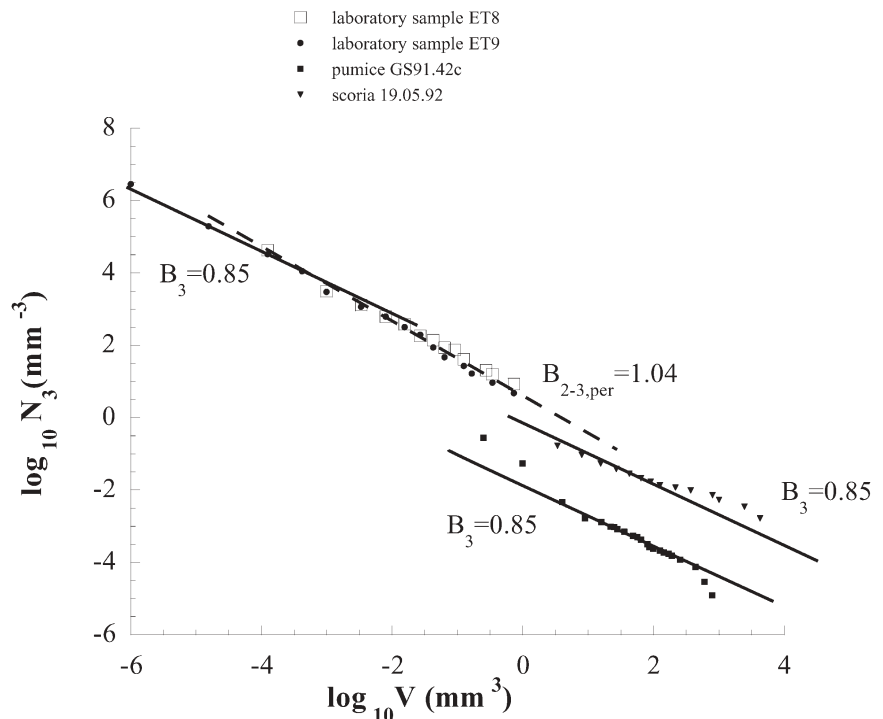 laboratory sample ET8
laboratory sample ET9
pumice GS91.42c
scoria 19.05.92
8
6
4
2
0
-2
-4
-6
log10 N3(mm-3)
B3=0.85
B2-3,per=1.04
B3=0.85
B3=0.85
-6 -4 -2 0 2 4
log10V (mm3)